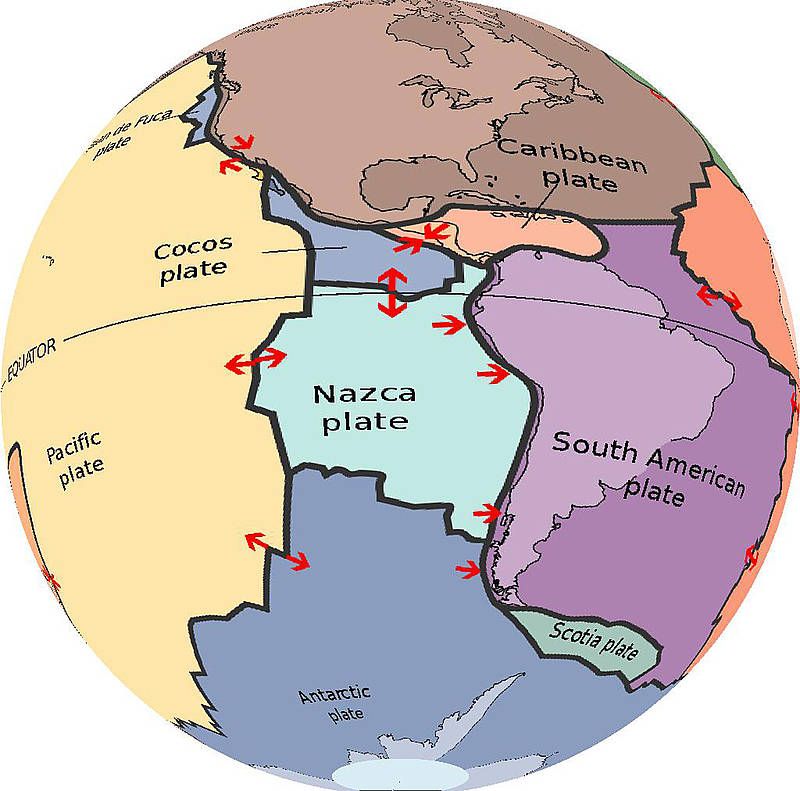 de Fuca
plate
Caribbean
plate
Cocos
plate
EQUATOR
Nazca
plate
Pacific
plate
South American
plate
Scotia plate
Antarctic
plate